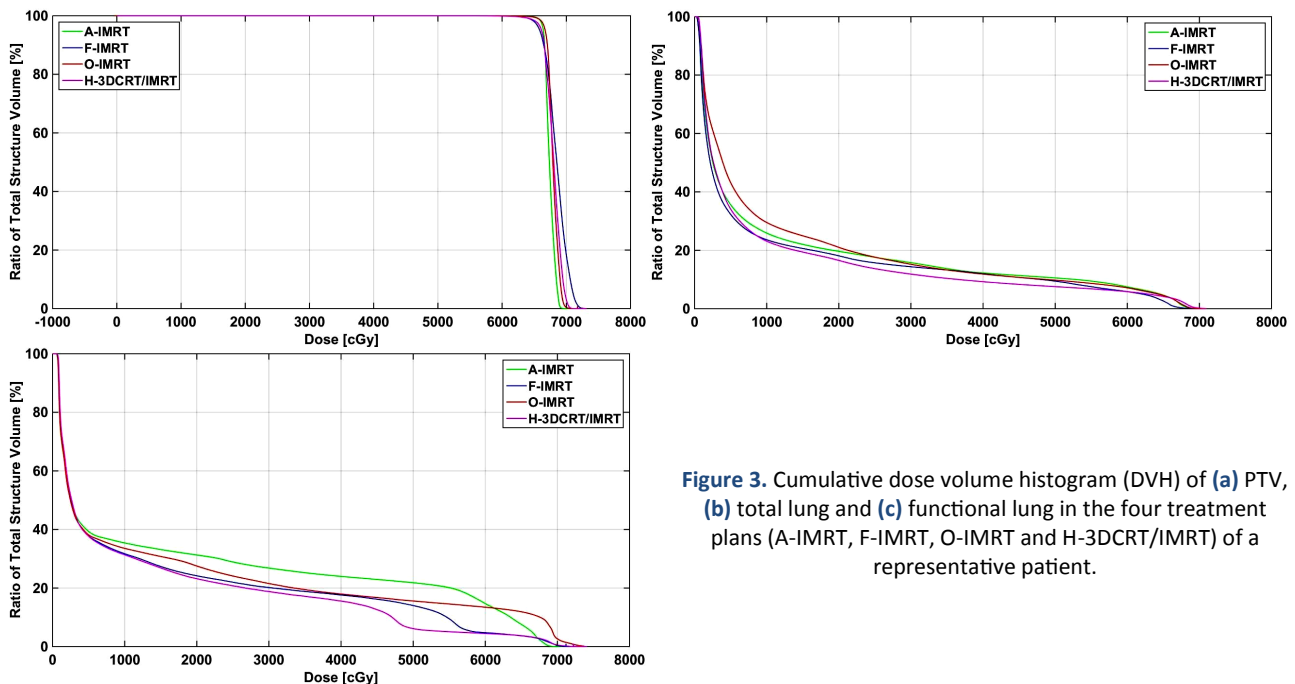 Ratio of Total Structure Volume [%]
100
80
60
40
20
0
A-IMRT
F-IMRT
O-IMRT
H-3DCRT/IMRT
-1000 0 1000 2000 3000 4000 5000 6000 7000 8000
Dose [cGy]
Ratio of Total Structure Volume [%]
100
80
60
40
20
0
A-IMRT
F-IMRT
O-IMRT
H-3DCRT/IMRT
0 1000 2000 3000 4000 5000 6000 7000 8000
Dose [cGy]
Ratio of Total Structure Volume [%]
100
80
60
40
20
0
A-IMRT
F-IMRT
O-IMRT
H-3DCRT/IMRT
0 1000 2000 3000 4000 5000 6000 7000 8000
Dose [cGy]
Figure 3. Cumulative dose volume histogram (DVH) of (a) PTV,
(b) total lung and (c) functional lung in the four treatment
plans (A-IMRT, F-IMRT, O-IMRT and H-3DCRT/IMRT) of a
representative patient.